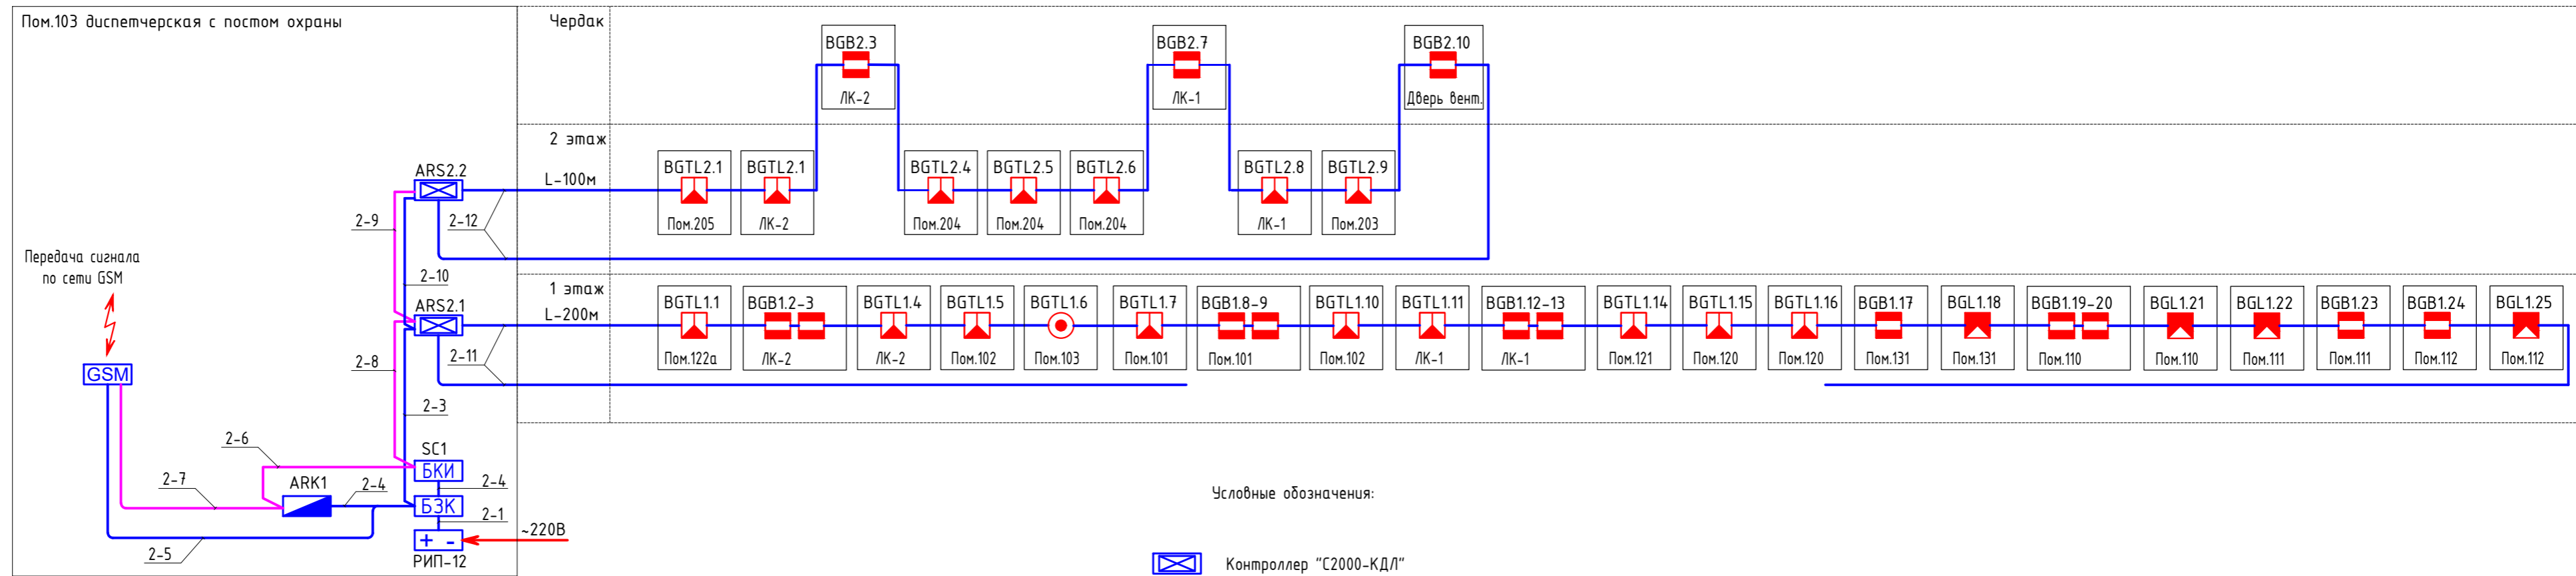 Пом.103 диспетчерская с постом охраны
Чердак
BGB2.3
ЛК-2
BGB2.7
ЛК-1
BGB2.10
Дверь вент.
2 этаж
ARS2.2
L-100м
BGTL2.1
Пом.205
BGTL2.1
ЛК-2
BGTL2.4
Пом.204
BGTL2.5
Пом.204
BGTL2.6
Пом.204
BGTL2.8
ЛК-1
BGTL2.9
Пом.203
2-9
2-12
2-10
Передача сигнала
по сети GSM
1 этаж
ARS2.1
L-200м
BGTL1.1
Пом.122а
BGB1.2-3
ЛК-2
BGTL1.4
ЛК-2
BGTL1.5
Пом.102
BGTL1.6
Пом.103
BGTL1.7
Пом.101
BGB1.8-9
Пом.101
BGTL1.10
Пом.102
BGTL1.11
ЛК-1
BGB1.12-13
ЛК-1
BGTL1.14
Пом.121
BGTL1.15
Пом.120
BGTL1.16
Пом.120
BGB1.17
Пом.131
BGL1.18
Пом.131
BGB1.19-20
Пом.110
BGL1.21
Пом.110
BGL1.22
Пом.111
BGB1.23
Пом.111
BGB1.24
Пом.112
BGL1.25
Пом.112
2-8
2-11
GSM
2-3
2-6
SC1
БКИ
2-7
ARK1
2-4
2-4
БЗК
2-1
~220В
+ -
2-5
РИП-12
Условные обозначения:
Контроллер "С2000-КДЛ"